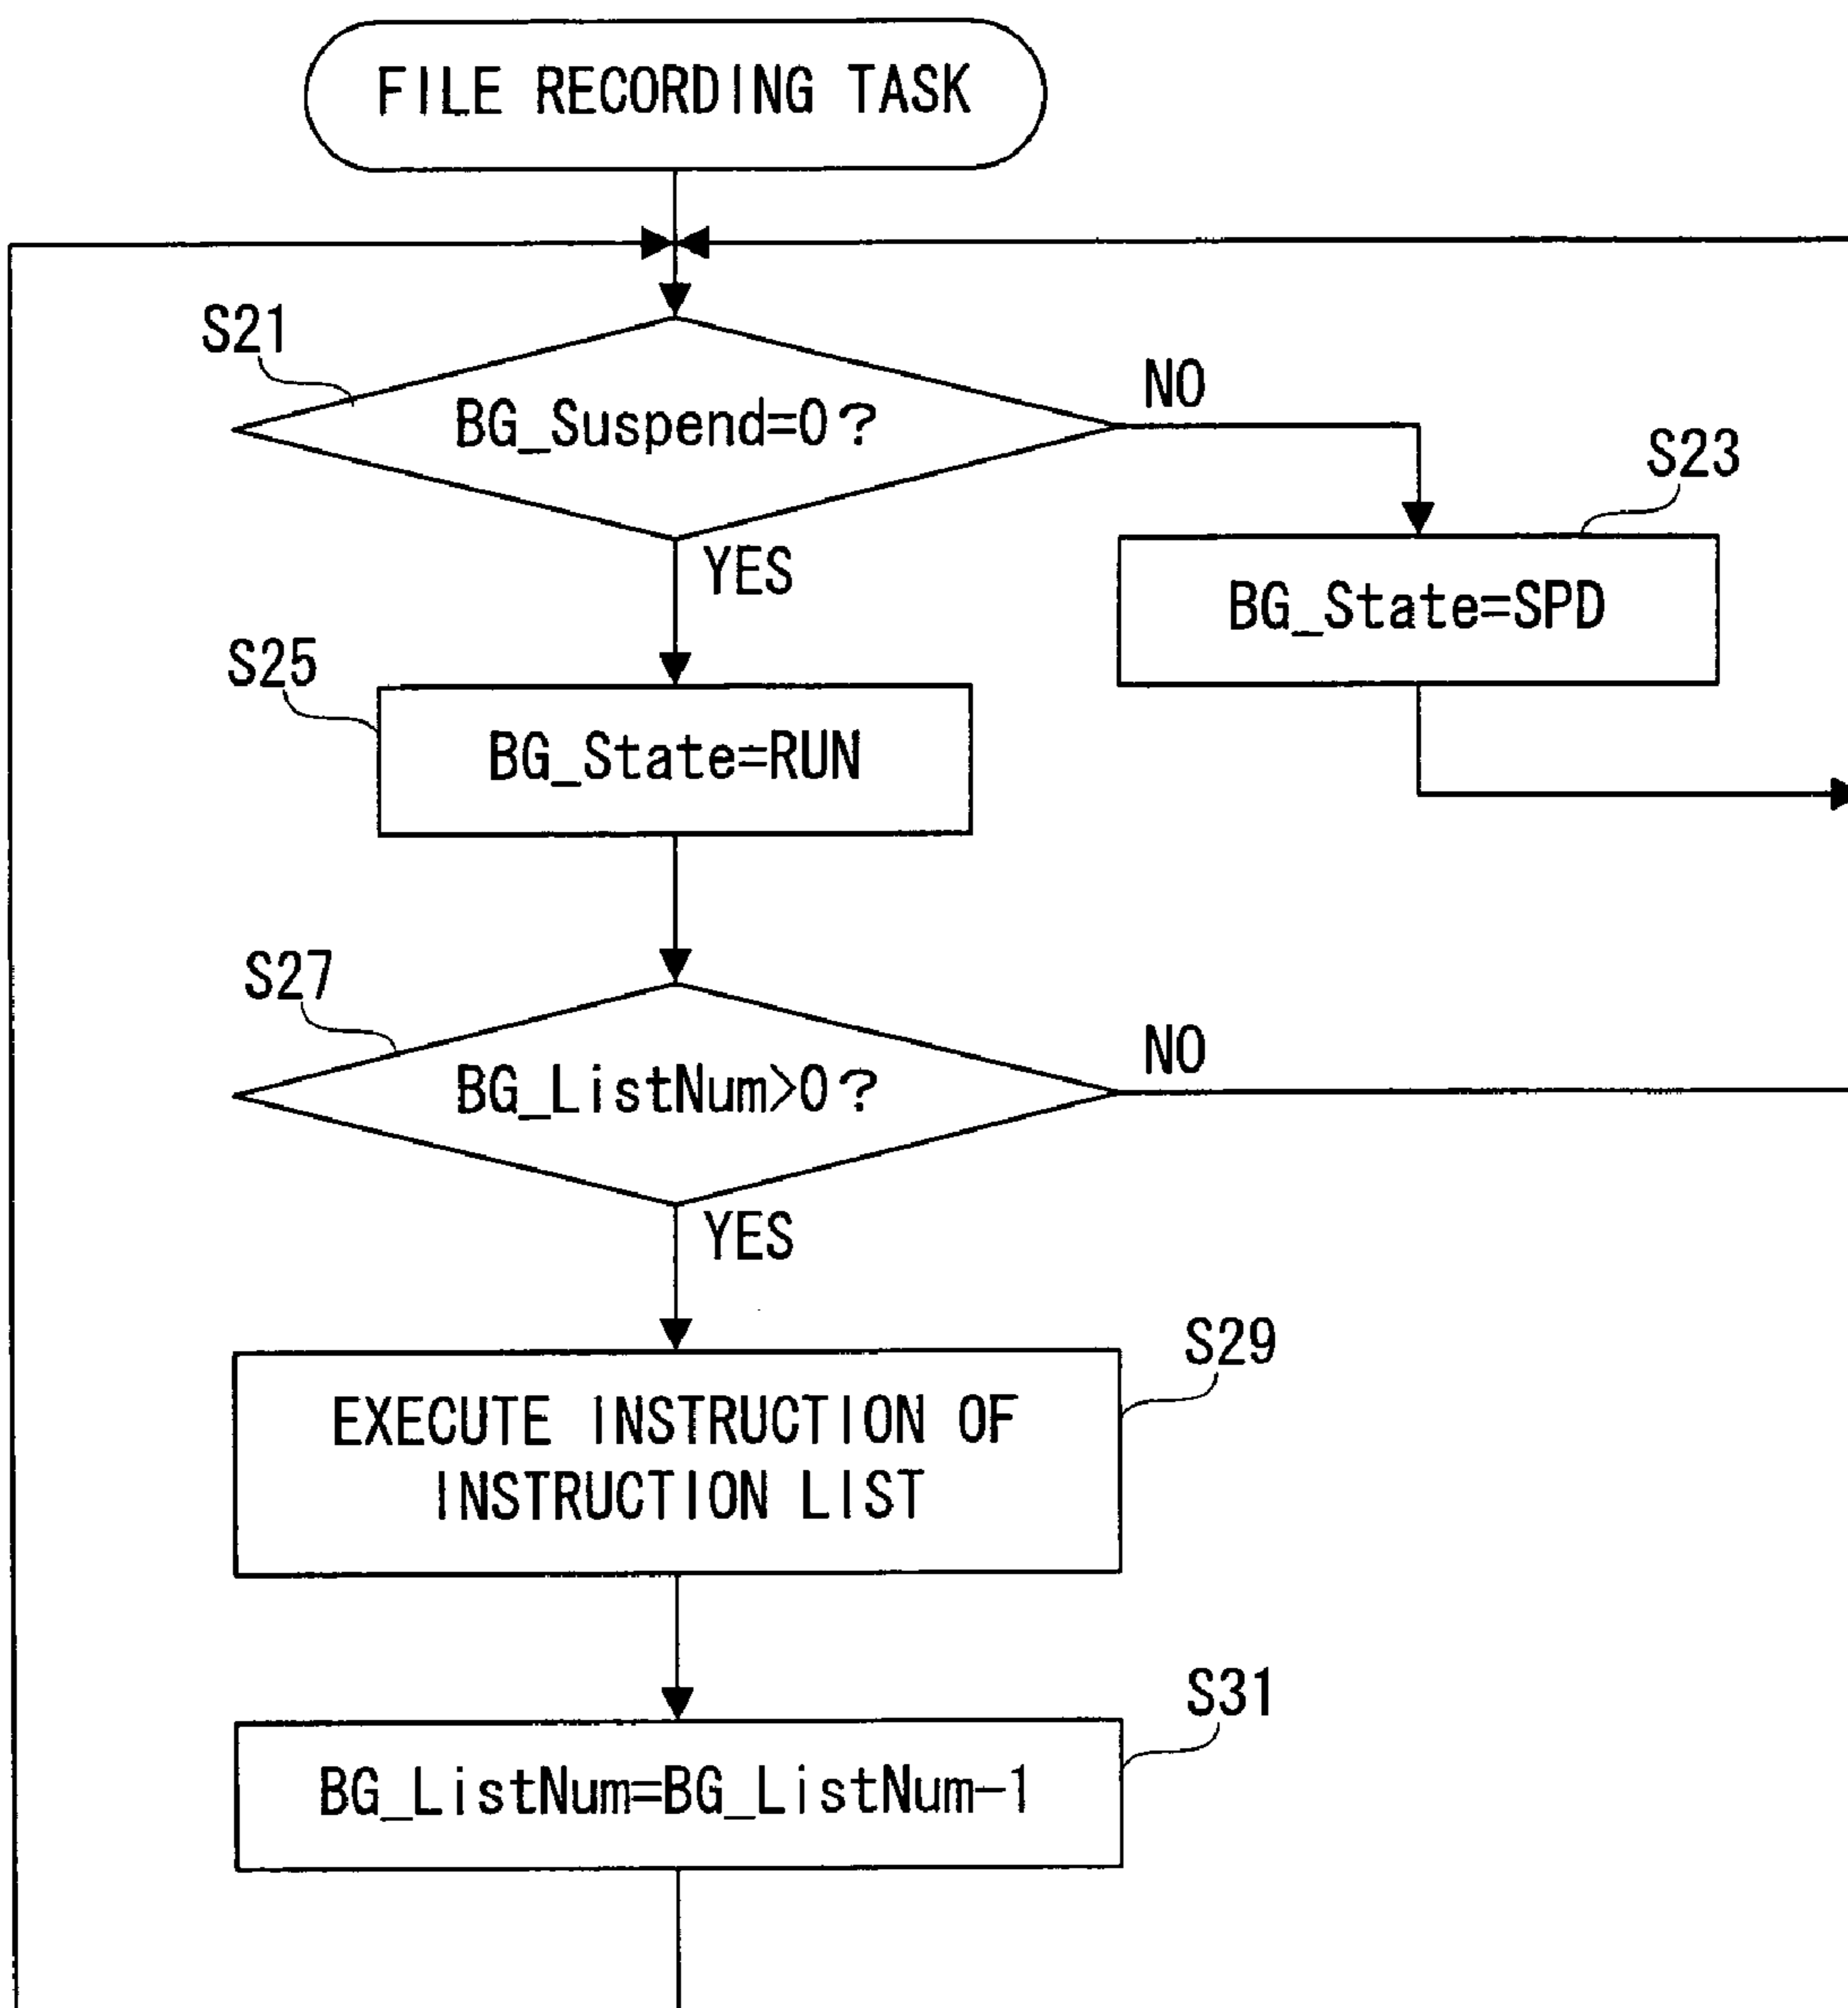 FILE RECORDING TASK
S21
BG_Suspend=0?
NO
S23
BG_State=SPD
YES
S25
BG_State=RUN
S27
BG_ListNum>0?
NO
YES
S29
EXECUTE INSTRUCTION OF
INSTRUCTION LIST
S31
BG_ListNum=BG_ListNum-1